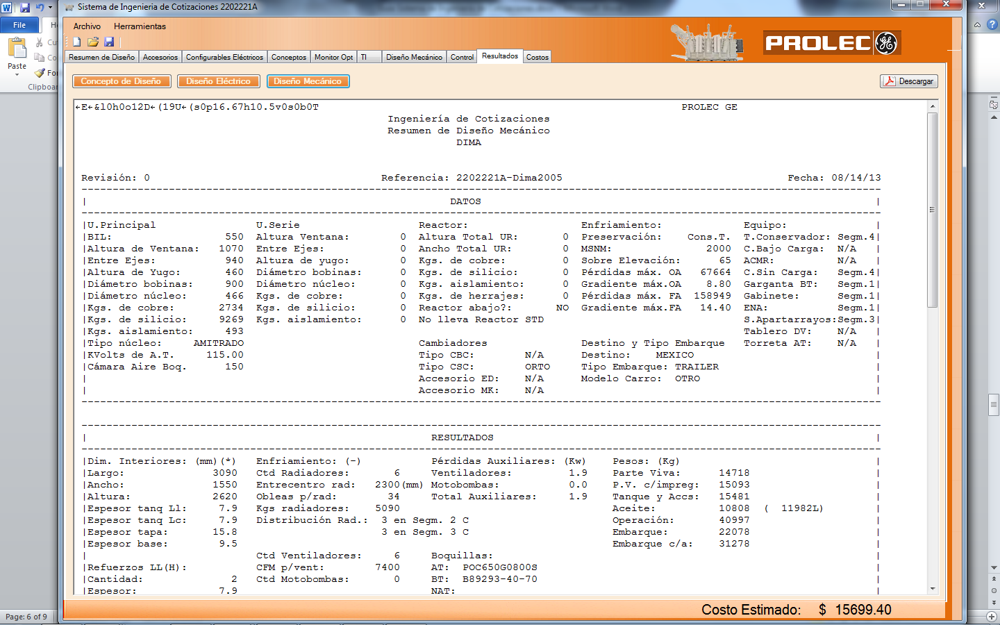 Sistema de Ingenieria de Cotizaciones 2202221A
File
Paste
Clipboar
Archivo Herramientas
PROLEC GE
Resumen de Diseño Accesorios Configurables Eléctricos Conceptos Monitor Opt TI Diseño Mecánico Control Resultados Costos
Concepto de Diseño Diseño Eléctrico Diseño Mecánico Descargar
←E←&l0h0o12D←(19U←(s0p16.67h10.5v0s0b0T PROLEC GE
Ingeniería de Cotizaciones
Resumen de Diseño Mecánico
DIMA
Revisión: 0 Referencia: 2202221A-Dima2005 Fecha: 08/14/13
--------------------------------------------------------------------------------------------------------------------------------
| DATOS |
--------------------------------------------------------------------------------------------------------------------------------
|U.Principal U.Serie Reactor: Enfriamiento: Equipo: |
|BIL: 550 Altura Ventana: 0 Altura Total UR: 0 Preservación: Cons.T. T.Conservador: Segm.4|
|Altura de Ventana: 1070 Entre Ejes: 0 Ancho Total UR: 0 MSNM: 2000 C.Bajo Carga: N/A |
|Entre Ejes: 940 Altura de yugo: 0 Kgs. de cobre: 0 Sobre Elevación: 65 ACMR: N/A |
|Altura de Yugo: 460 Diámetro bobinas: 0 Kgs. de silicio: 0 Pérdidas máx. OA 67664 C.Sin Carga: Segm.4|
|Diámetro bobinas: 900 Diámetro núcleo: 0 Kgs. aislamiento: 0 Gradiente máx.OA 8.80 Garganta BT: Segm.1|
|Diámetro núcleo: 466 Kgs. de cobre: 0 Kgs. de herrajes: 0 Pérdidas máx. FA 158949 Gabinete: Segm.1|
|Kgs. de cobre: 2734 Kgs. de silicio: 0 Reactor abajo?: NO Gradiente máx.FA 14.40 ENA: Segm.1|
|Kgs. de silicio: 9269 Kgs. aislamiento: 0 No lleva Reactor STD S.Apartarrayos:Segm.3|
|Kgs. aislamiento: 493 Tablero DV: N/A |
|Tipo núcleo: AMITRADO Cambiadores Destino y Tipo Embarque Torreta AT: N/A |
|KVolts de A.T. 115.00 Tipo CBC: N/A Destino: MEXICO |
|Cámara Aire Boq. 150 Tipo CSC: ORTO Tipo Embarque: TRAILER |
| Accesorio ED: N/A Modelo Carro: OTRO |
| Accesorio MK: N/A |
--------------------------------------------------------------------------------------------------------------------------------
--------------------------------------------------------------------------------------------------------------------------------
| RESULTADOS |
--------------------------------------------------------------------------------------------------------------------------------
|Dim. Interiores: (mm)(*) Enfriamiento: (-) Pérdidas Auxiliares: (Kw) Pesos: (Kg) |
|Largo: 3090 Ctd Radiadores: 6 Ventiladores: 1.9 Parte Viva: 14718 |
|Ancho: 1550 Entrecentro rad: 2300(mm) Motobombas: 0.0 P.V. c/impreg: 15093 |
|Altura: 2620 Obleas p/rad: 34 Total Auxiliares: 1.9 Tanque y Accs: 15481 |
|Espesor tanq Ll: 7.9 Kgs radiadores: 5090 Aceite: 10808 ( 11982L) |
|Espesor tanq Lc: 7.9 Distribución Rad.: 3 en Segm. 2 C Operación: 40997 |
|Espesor tapa: 15.8 3 en Segm. 3 C Embarque: 22078 |
|Espesor base: 9.5 Embarque c/a: 31278 |
| Ctd Ventiladores: 6 Boquillas: |
|Refuerzos LL(H): CFM p/vent: 7400 AT: POC650G0800S |
|Cantidad: 2 Ctd Motobombas: 0 BT: B89293-40-70 |
|Espesor: 7.9 NAT: |
Costo Estimado: $ 15699.40
Page: 6 of 9